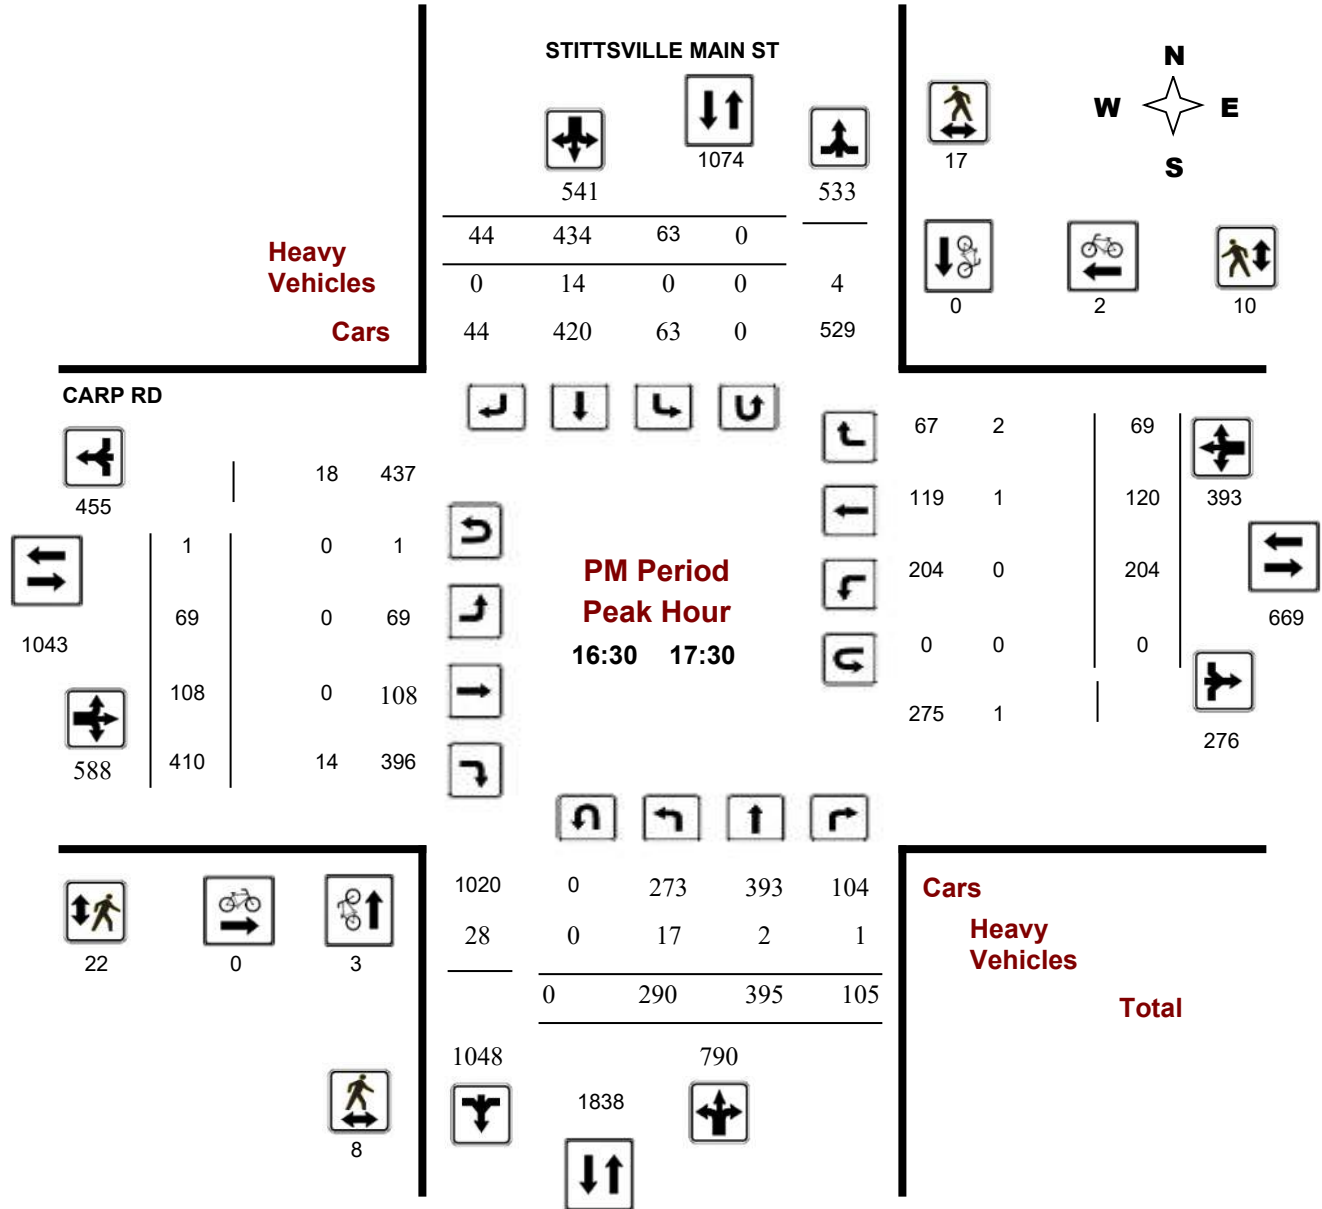 STITTSVILLE MAIN ST
N
W E
S
1074
17
541 533
44 434 63 0
Heavy
Vehicles 0 14 0 0 4
0 2 10
Cars 44 420 63 0 529
CARP RD
67 2 69
18 437
455
119 1 120 393
1 0 1
PM Period
204 0 204
Peak Hour
69 0 69
669
1043
16:30 17:30
0 0 0
108 0 108
275 1
276
588 410 14 396
1020 0 273 393 104 Cars
28 0 17 2 1 Heavy
Vehicles
22 0 3
0 290 395 105 Total
1048 790
1838
8